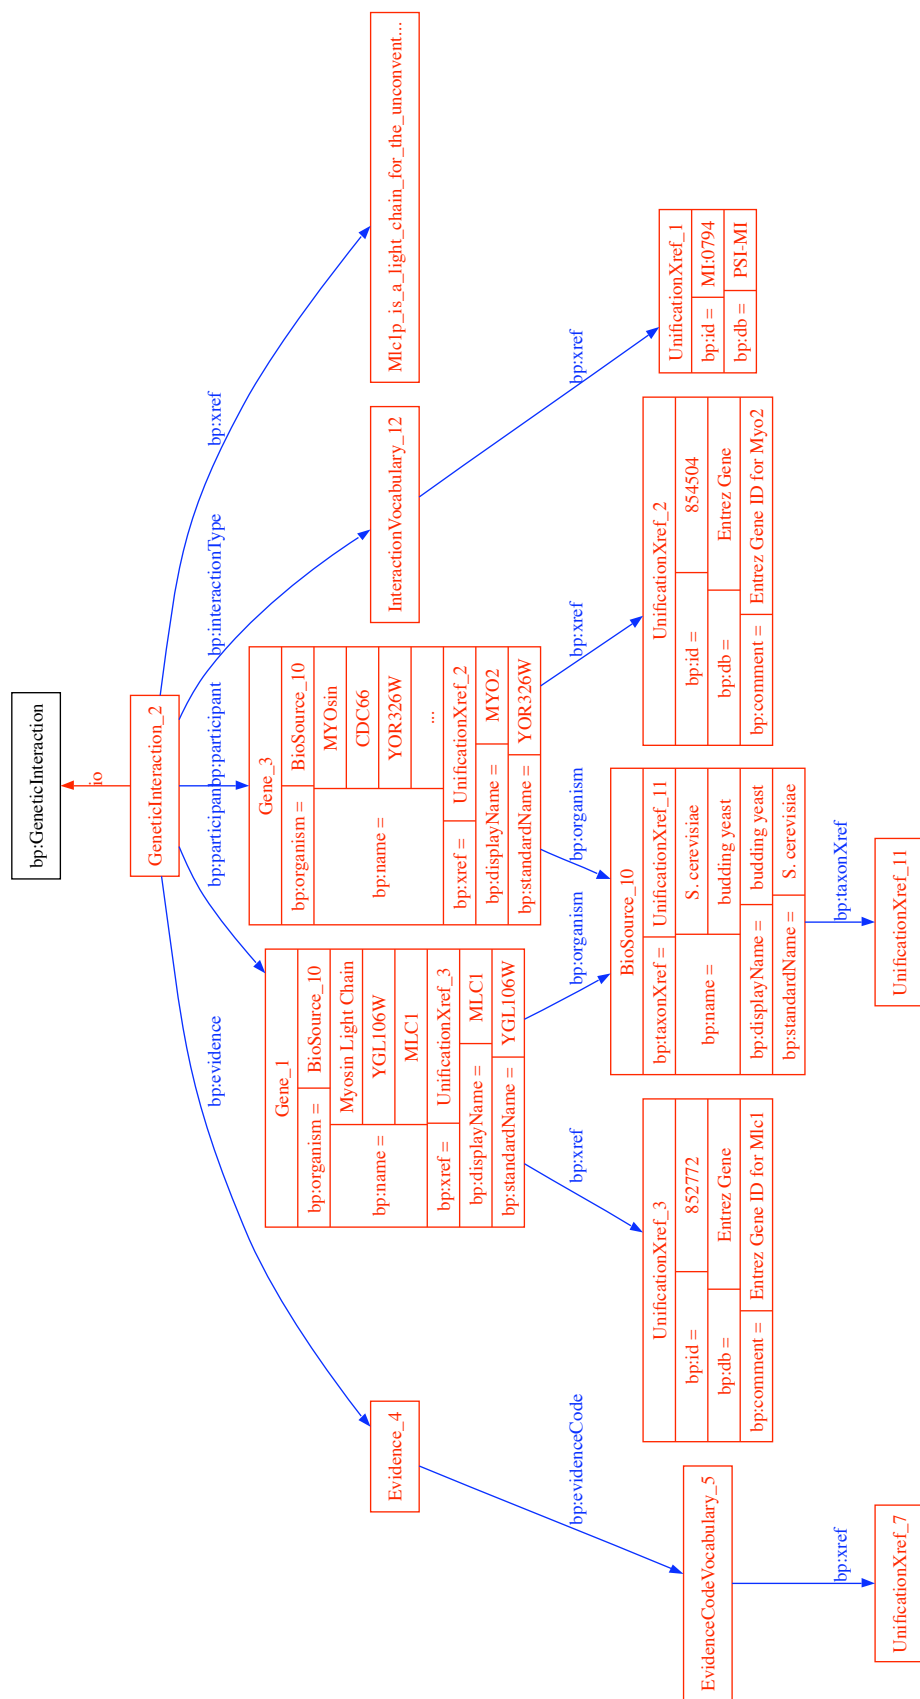 bp:GeneticInteraction
io
GeneticInteraction_2
bp:evidence
bp:participant
bp:participant
bp:interactionType
bp:xref
Evidence_4
Gene_1
bp:organism = BioSource_10
bp:name = Myosin Light Chain
YGL106W
MLC1
bp:xref = UnificationXref_3
bp:displayName = MLC1
bp:standardName = YGL106W
Gene_3
bp:organism = BioSource_10
bp:name = MYOsin
CDC66
YOR326W
...
bp:xref = UnificationXref_2
bp:displayName = MYO2
bp:standardName = YOR326W
InteractionVocabulary_12
Mlc1p_is_a_light_chain_for_the_unconvent...
bp:evidenceCode
bp:xref
bp:organism
bp:organism
bp:xref
bp:xref
EvidenceCodeVocabulary_5
UnificationXref_3
bp:id = 852772
bp:db = Entrez Gene
bp:comment = Entrez Gene ID for Mlc1
BioSource_10
bp:taxonXref = UnificationXref_11
bp:name = S. cerevisiae
budding yeast
bp:displayName = budding yeast
bp:standardName = S. cerevisiae
UnificationXref_2
bp:id = 854504
bp:db = Entrez Gene
bp:comment = Entrez Gene ID for Myo2
UnificationXref_1
bp:id = MI:0794
bp:db = PSI-MI
bp:xref
bp:taxonXref
UnificationXref_7
UnificationXref_11